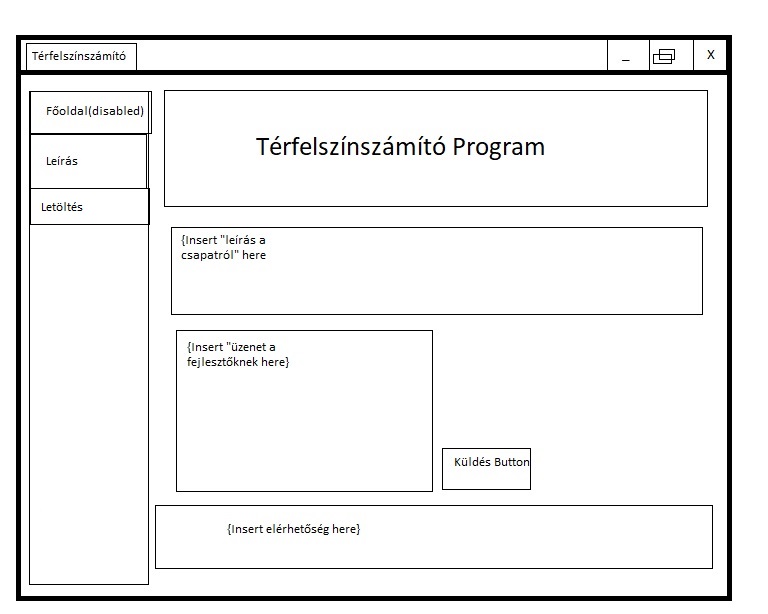 Térfelszínszámító
_
X
Főoldal(disabled)
Leírás
Letöltés
Térfelszínszámító Program
{Insert "leírás a
csapatról" here
{Insert "üzenet a
fejlesztőknek here}
Küldés Button
{Insert elérhetőség here}